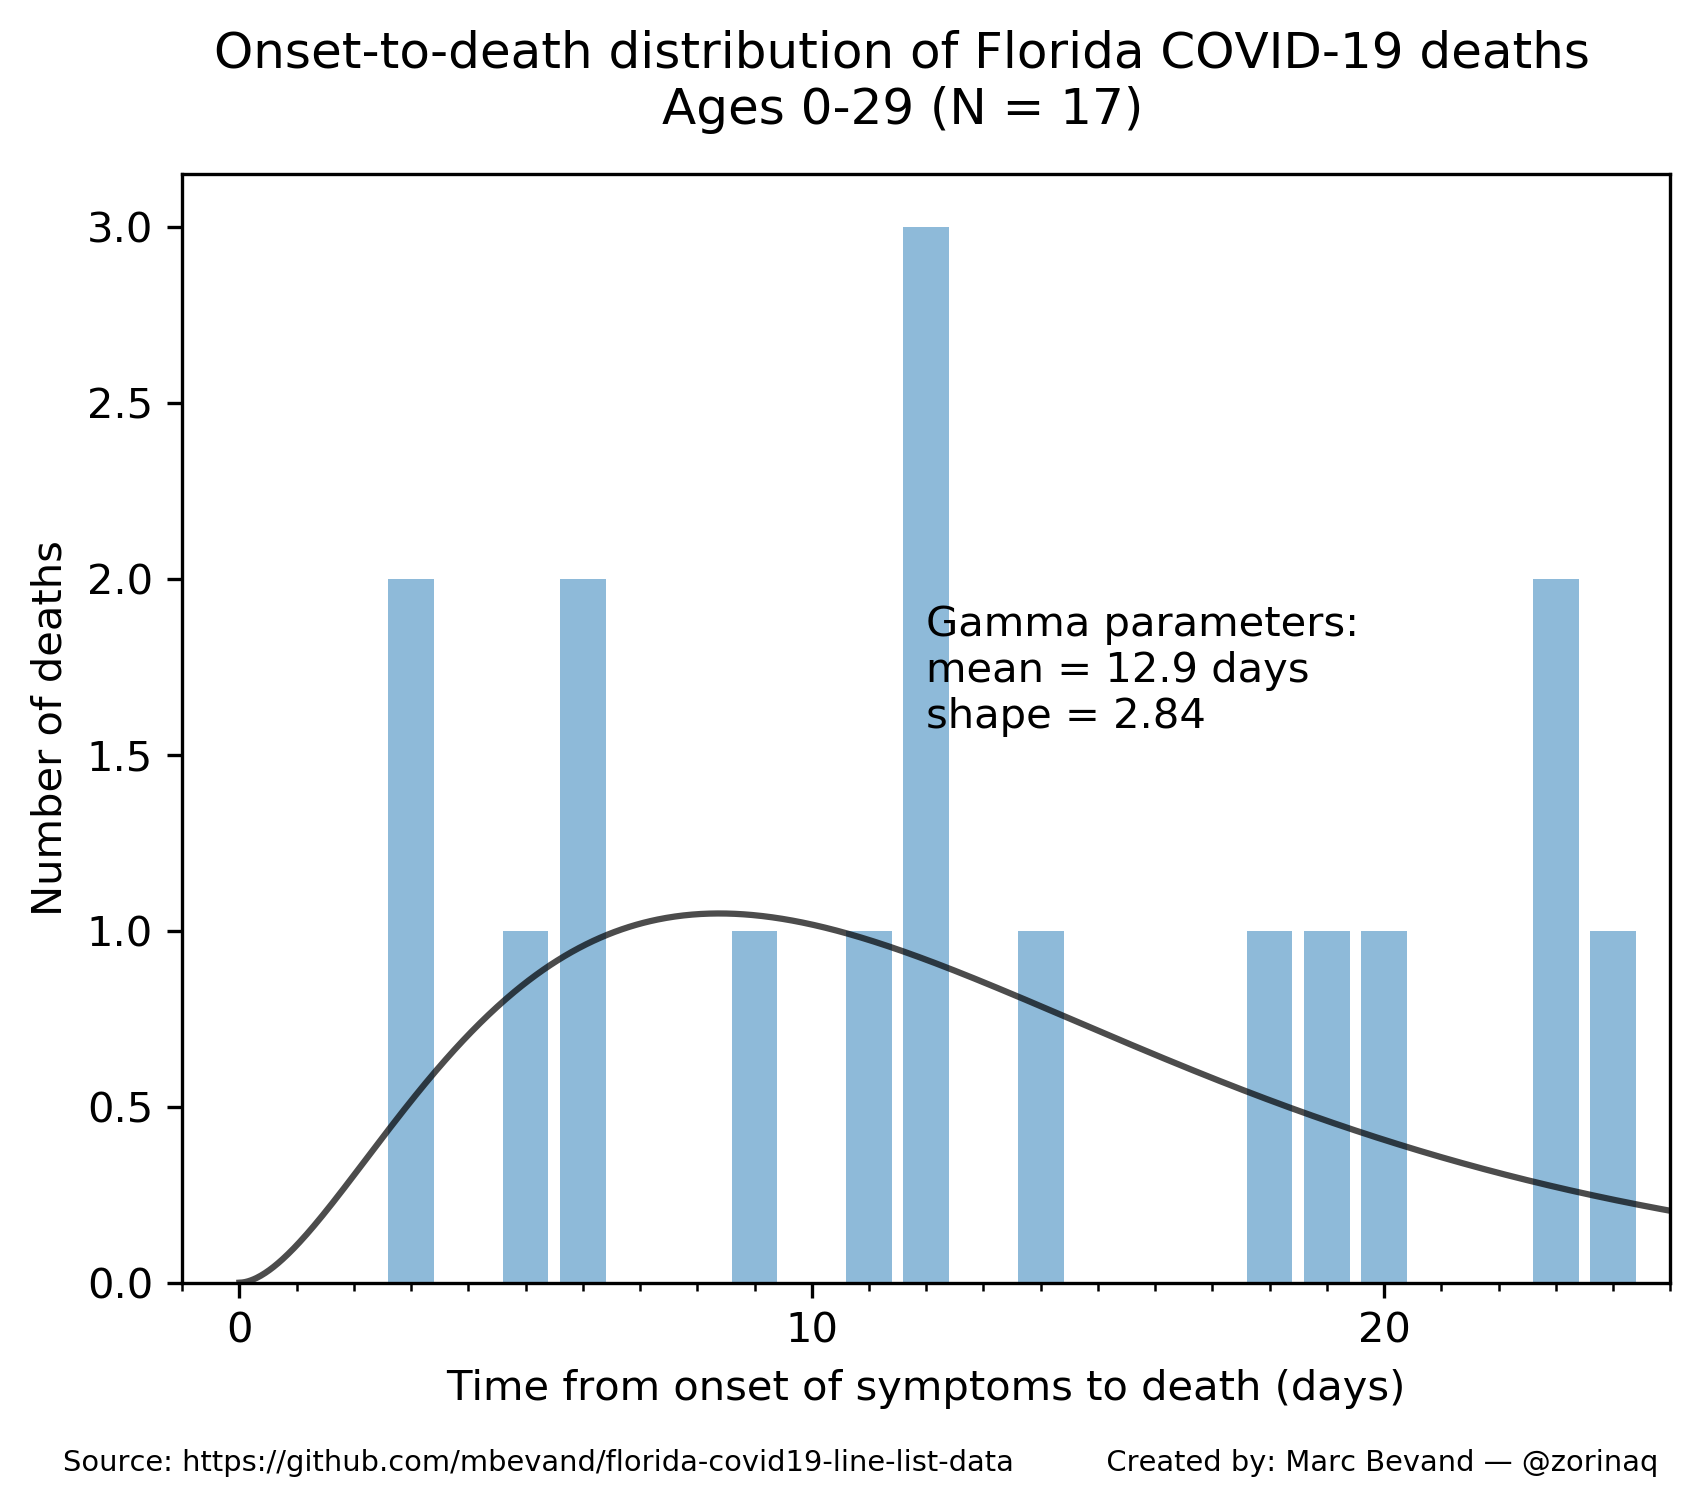 Onset-to-death distribution of Florida COVID-19 deaths
Ages 0-29 (N = 17)
3.0
2.5
2.0
1.5
1.0
0.5
0.0
Number of deaths
Gamma parameters:
mean = 12.9 days
shape = 2.84
0 10 20
Time from onset of symptoms to death (days)
Source: https://github.com/mbevand/florida-covid19-line-list-data Created by: Marc Bevand — @zorinaq